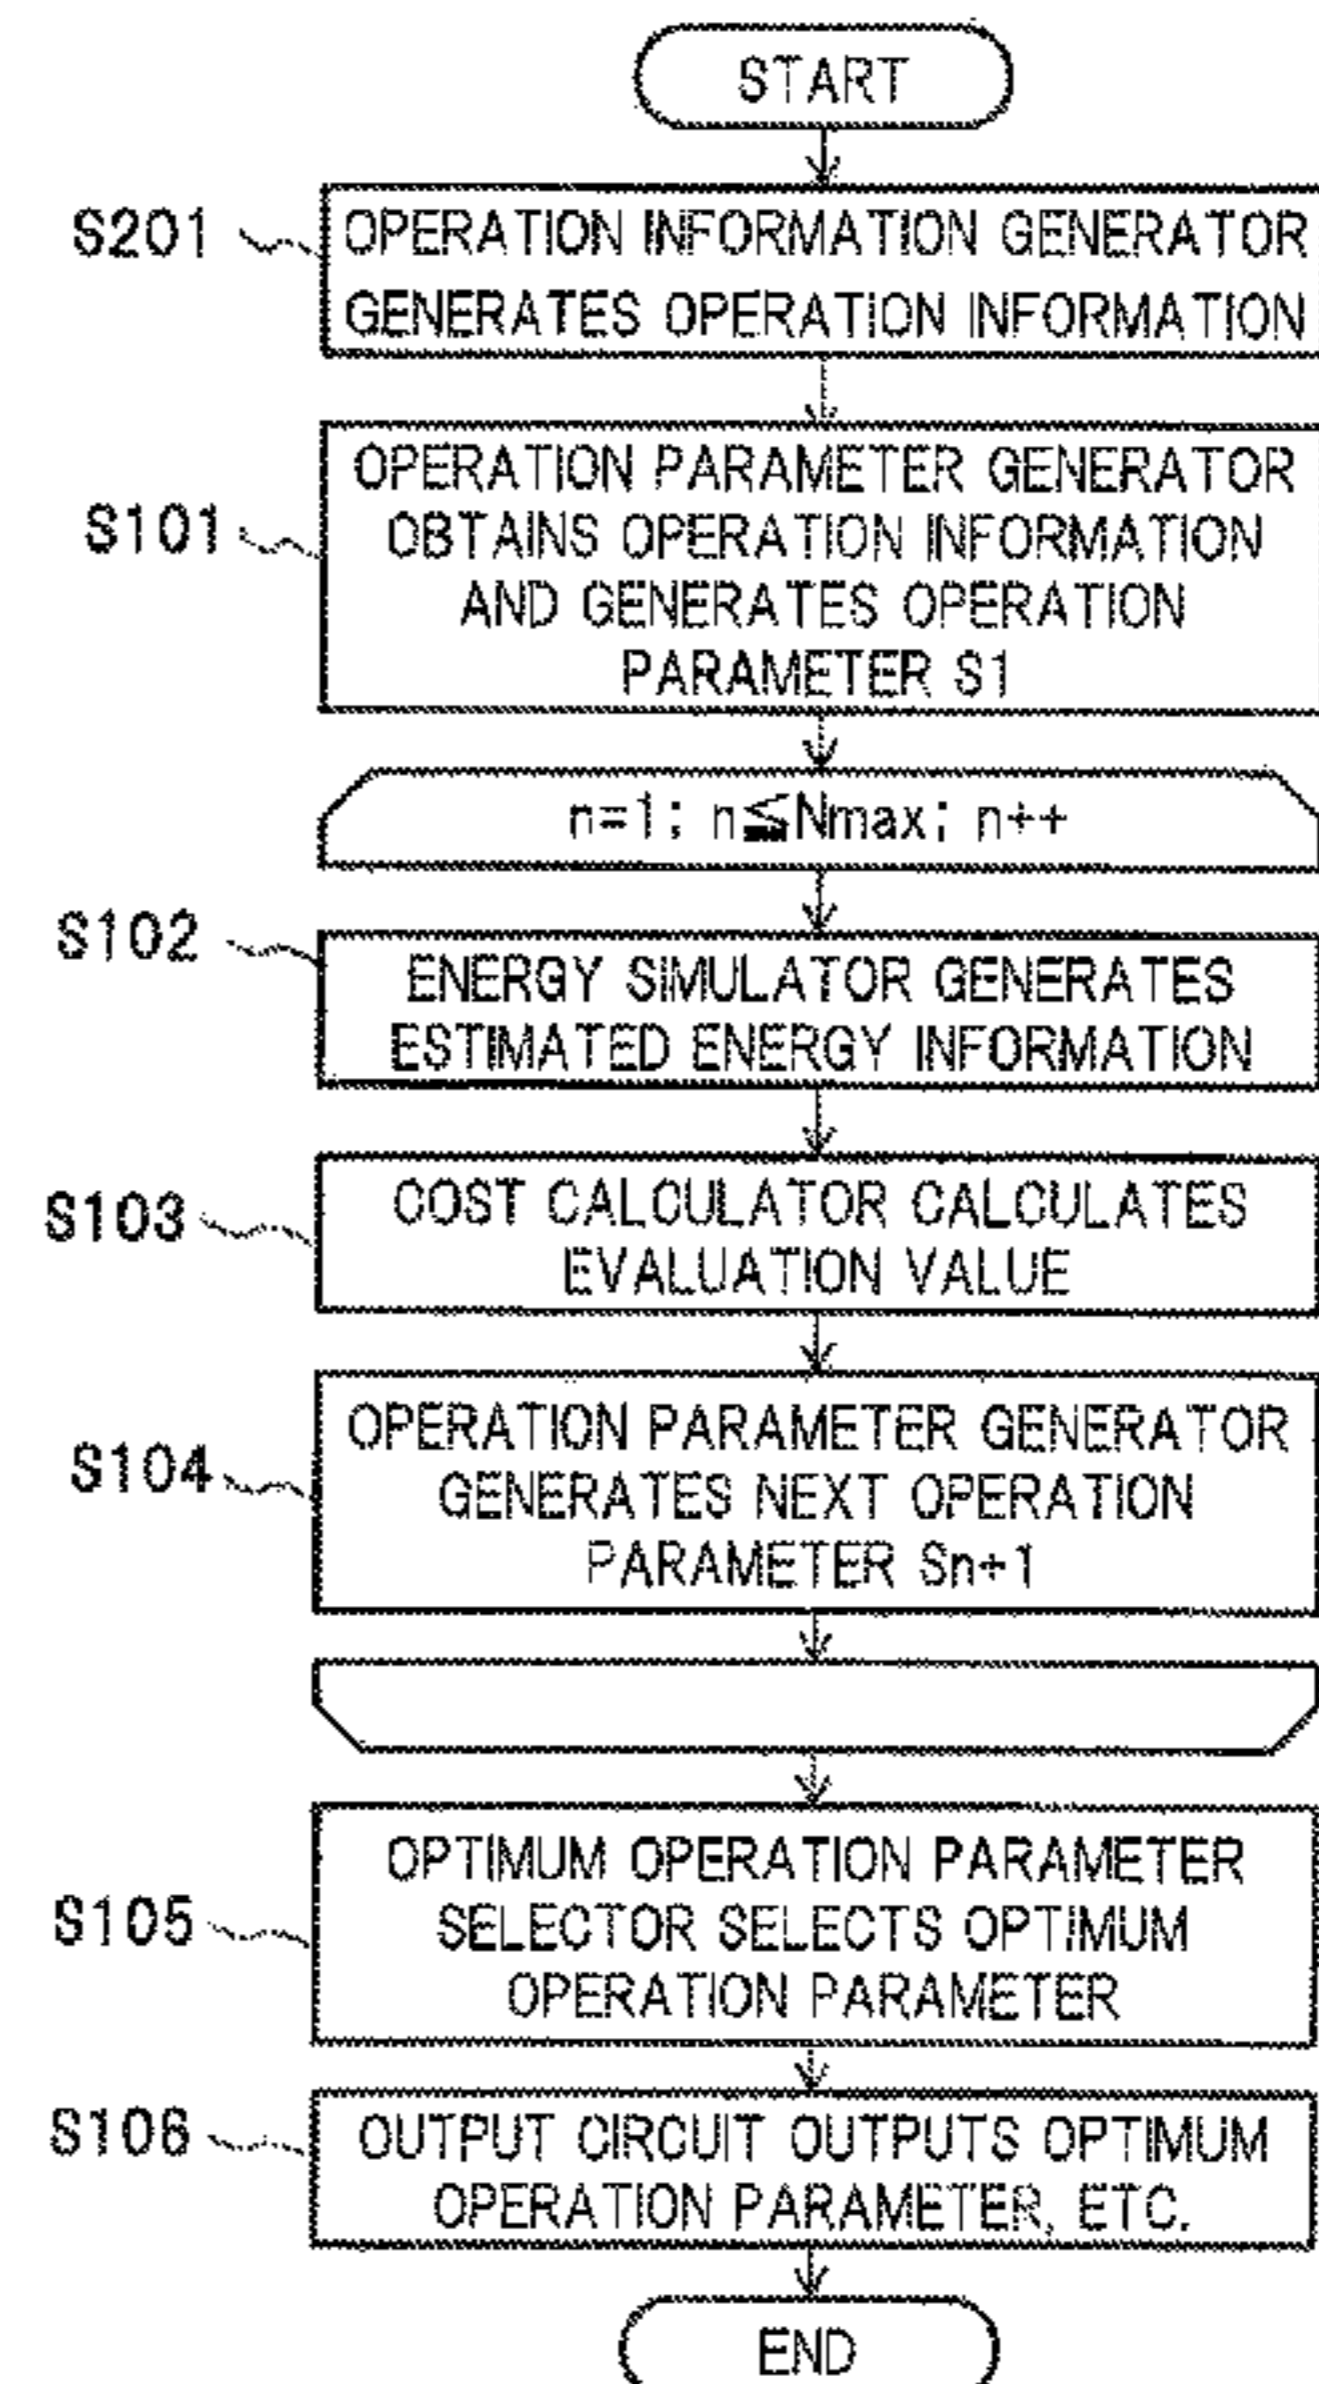 START
S201
OPERATION INFORMATION GENERATOR
GENERATES OPERATION INFORMATION
S101
OPERATION PARAMETER GENERATOR
OBTAINS OPERATION INFORMATION
AND GENERATES OPERATION
PARAMETER S1
n=1; n≦Nmax; n++
S102
ENERGY SIMULATOR GENERATES
ESTIMATED ENERGY INFORMATION
S103
COST CALCULATOR CALCULATES
EVALUATION VALUE
S104
OPERATION PARAMETER GENERATOR
GENERATES NEXT OPERATION
PARAMETER Sn+1
S105
OPTIMUM OPERATION PARAMETER
SELECTOR SELECTS OPTIMUM
OPERATION PARAMETER
S106
OUTPUT CIRCUIT OUTPUTS OPTIMUM
OPERATION PARAMETER, ETC.
END